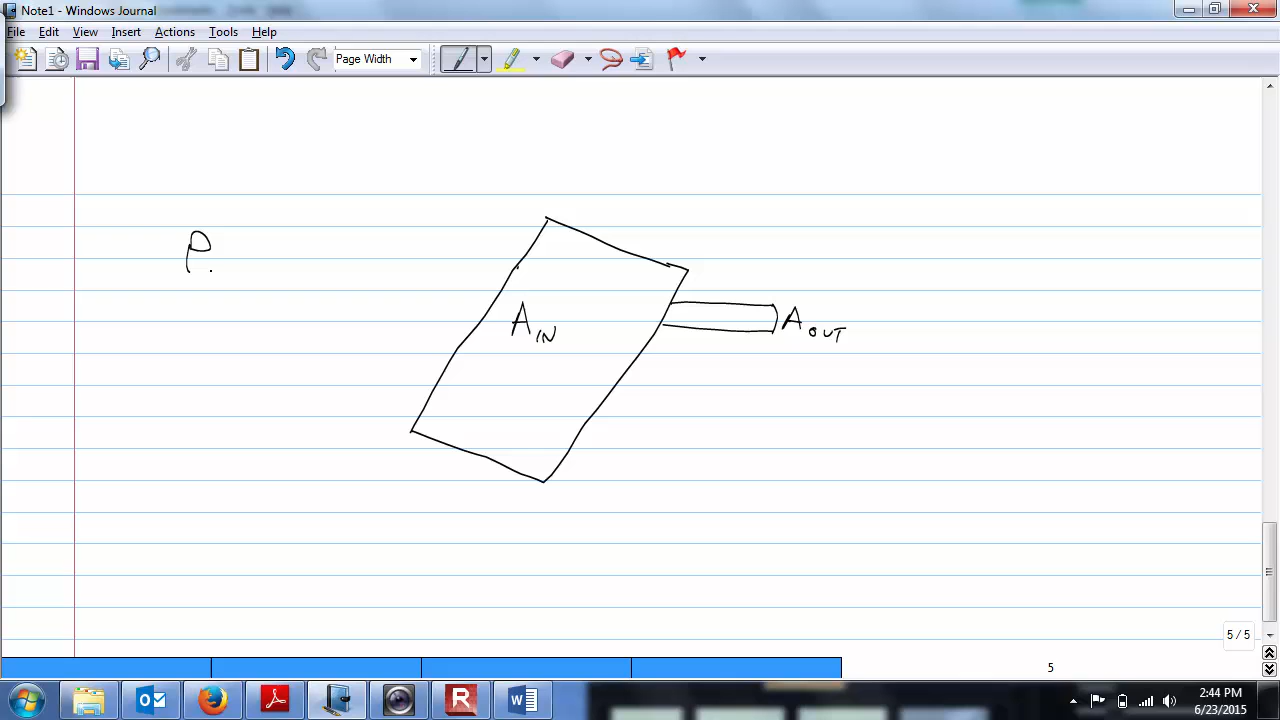 Note1 - Windows Journal
File Edit View Insert Actions Tools Help
Page Width
P.
A IN
A OUT
5 / 5
5
2:44 PM
6/23/2015